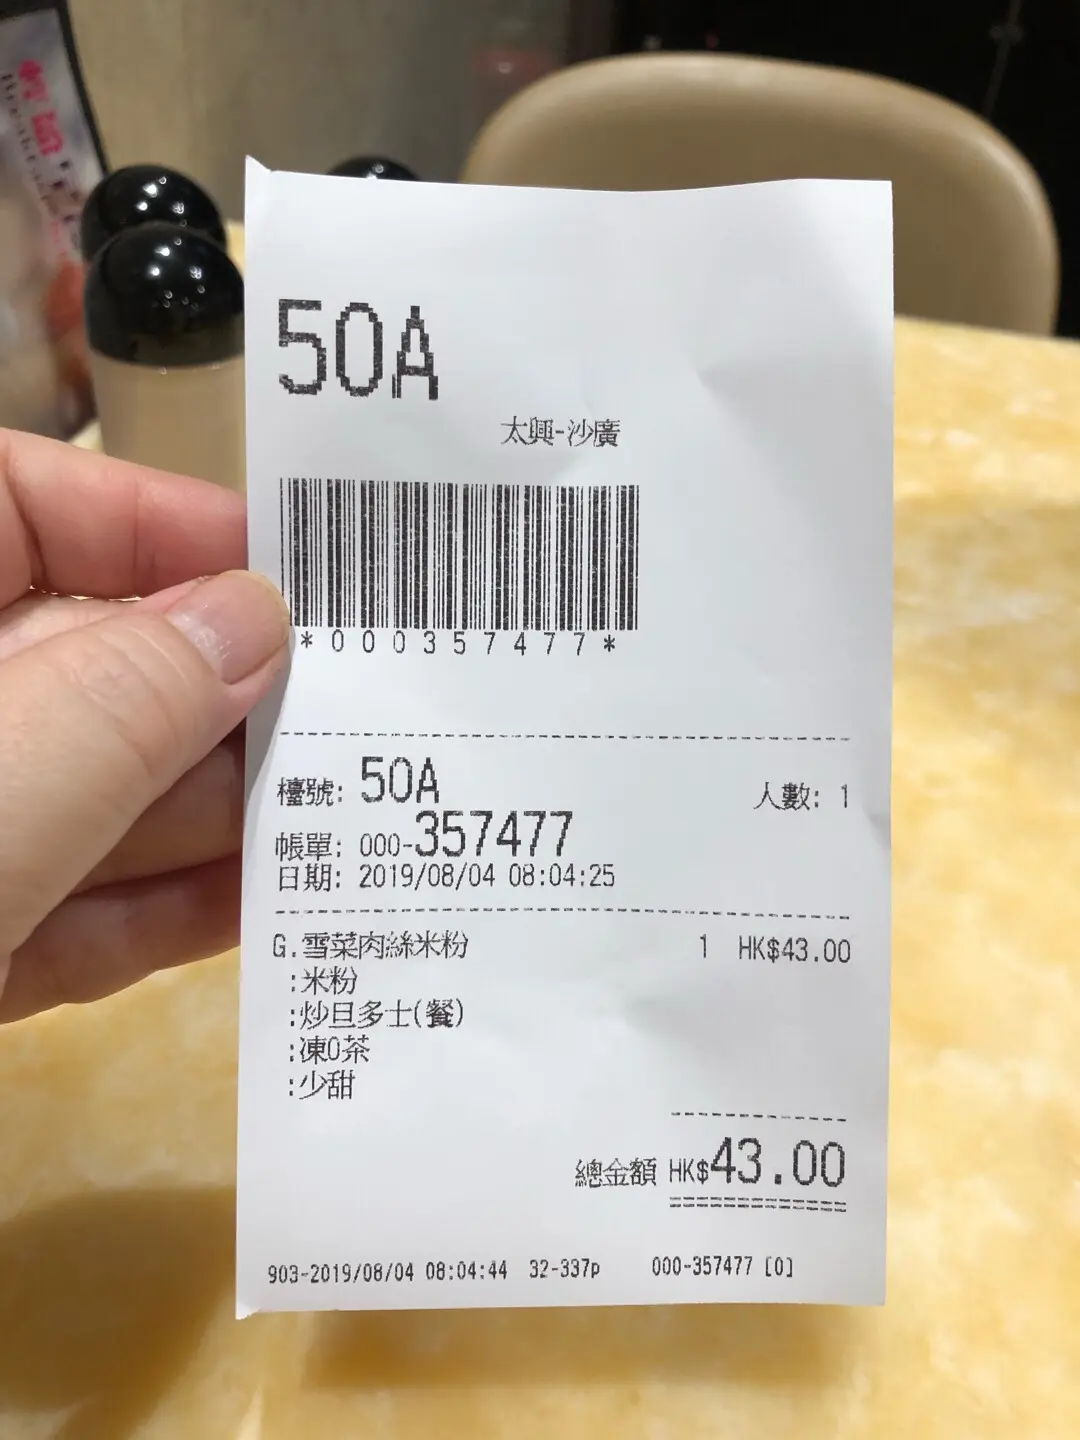 50A
太興-沙廣
*000357477*
檯號: 50A 人數: 1
帳單: 000-357477
日期: 2019/08/04 08:04:25
G.雪菜肉絲米粉 1 HK$43.00
:米粉
:炒旦多士(餐)
:凍0茶
:少甜
總金額 HK$43.00
903-2019/08/04 08:04:44 32-337p 000-357477 [0]